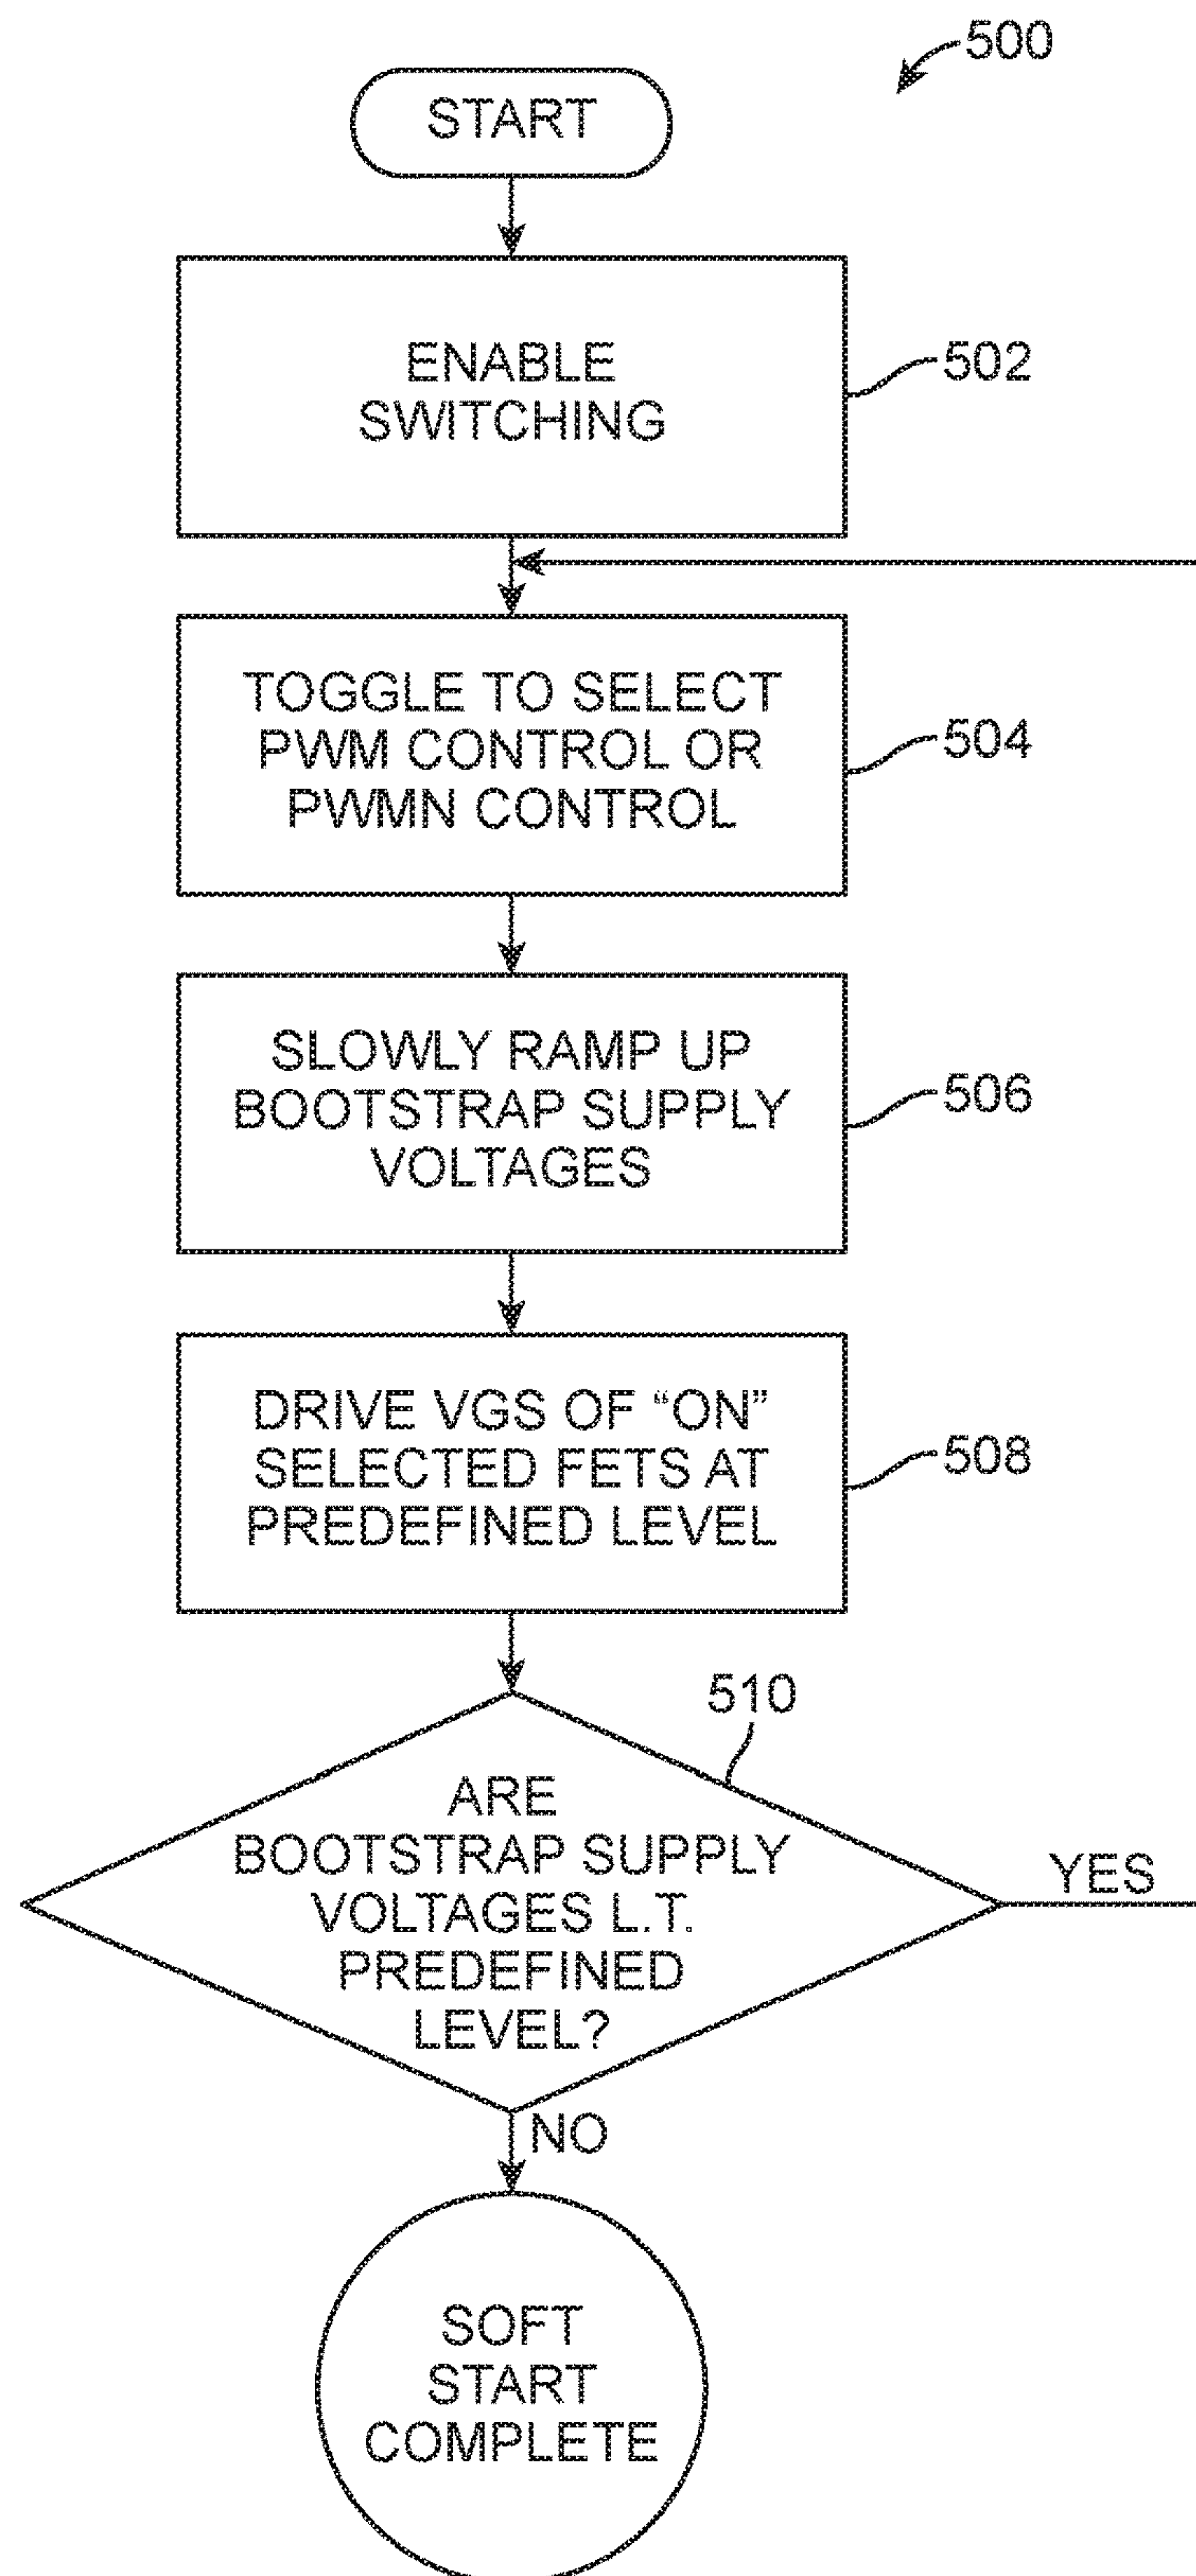 500
START
ENABLE
SWITCHING
502
TOGGLE TO SELECT
PWM CONTROL OR
PWMN CONTROL
504
SLOWLY RAMP UP
BOOTSTRAP SUPPLY
VOLTAGES
506
DRIVE VGS OF “ON”
SELECTED FETS AT
PREDEFINED LEVEL
508
510
ARE
BOOTSTRAP SUPPLY
VOLTAGES L.T.
PREDEFINED
LEVEL?
YES
NO
SOFT
START
COMPLETE